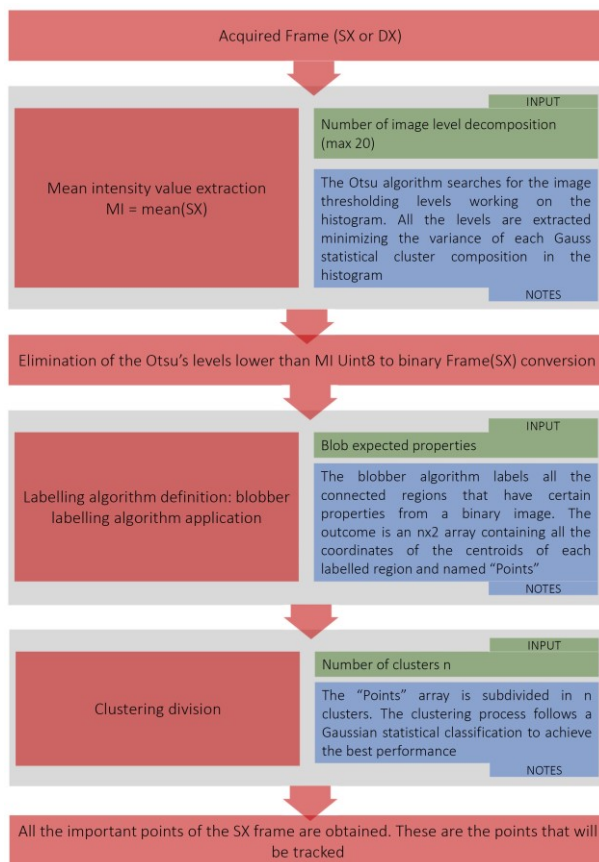 Acquired Frame (SX or DX)
Mean intensity value extraction
MI = mean(SX)
INPUT
Number of image level decomposition
(max 20)
The Otsu algorithm searches for the image
thresholding levels working on the
histogram. All the levels are extracted
minimizing the variance of each Gauss
statistical cluster composition in the
histogram
NOTES
Elimination of the Otsu's levels lower than MI Uint8 to binary Frame(SX) conversion
Labelling algorithm definition: blobber
labelling algorithm application
INPUT
Blob expected properties
The blobber algorithm labels all the
connected regions that have certain
properties from a binary image. The
outcome is an nx2 array containing all the
coordinates of the centroids of each
labelled region and named "Points"
NOTES
Clustering division
INPUT
Number of clusters n
The "Points" array is subdivided in n
clusters. The clustering process follows a
Gaussian statistical classification to achieve
the best performance
NOTES
All the important points of the SX frame are obtained. These are the points that will
be tracked